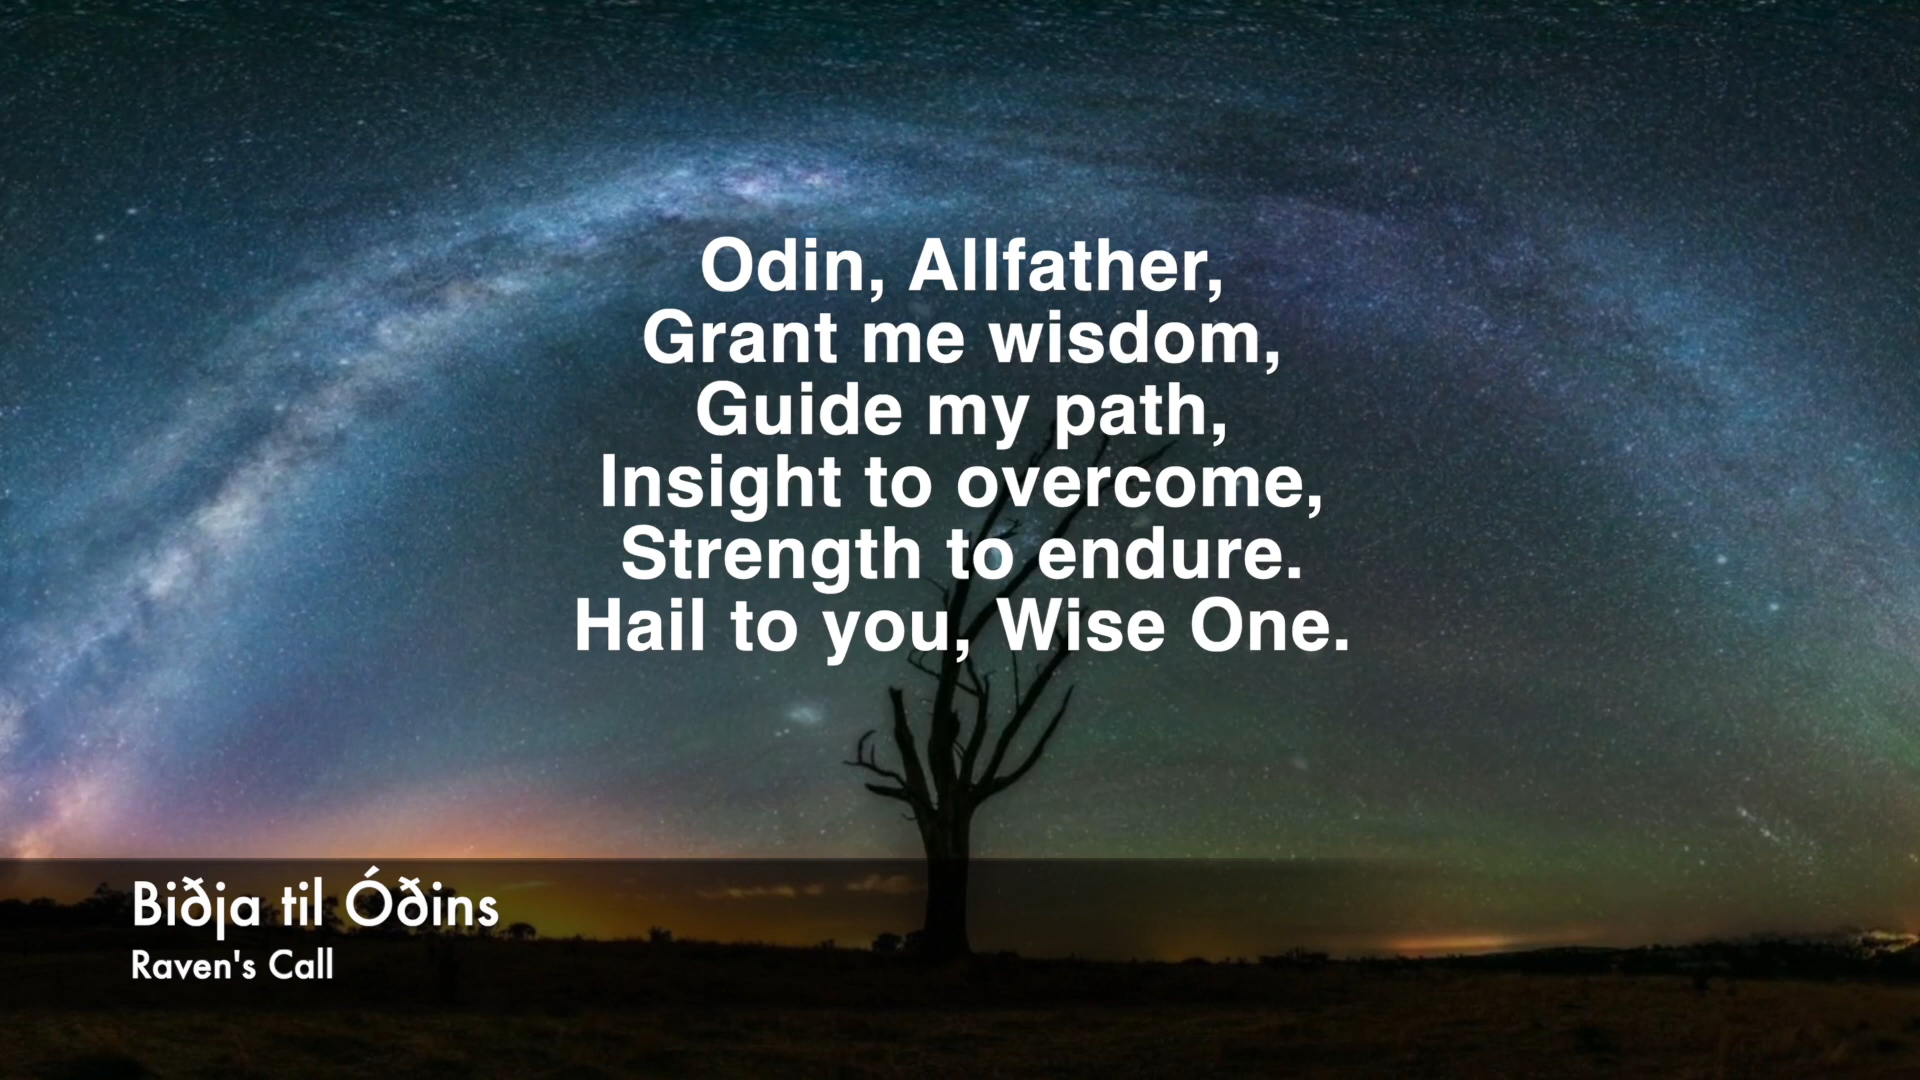 Odin, Allfather,
Grant me wisdom,
Guide my path,
Insight to overcome,
Strength to endure.
Hail to you, Wise One.
Biðja til Óðins
Raven's Call